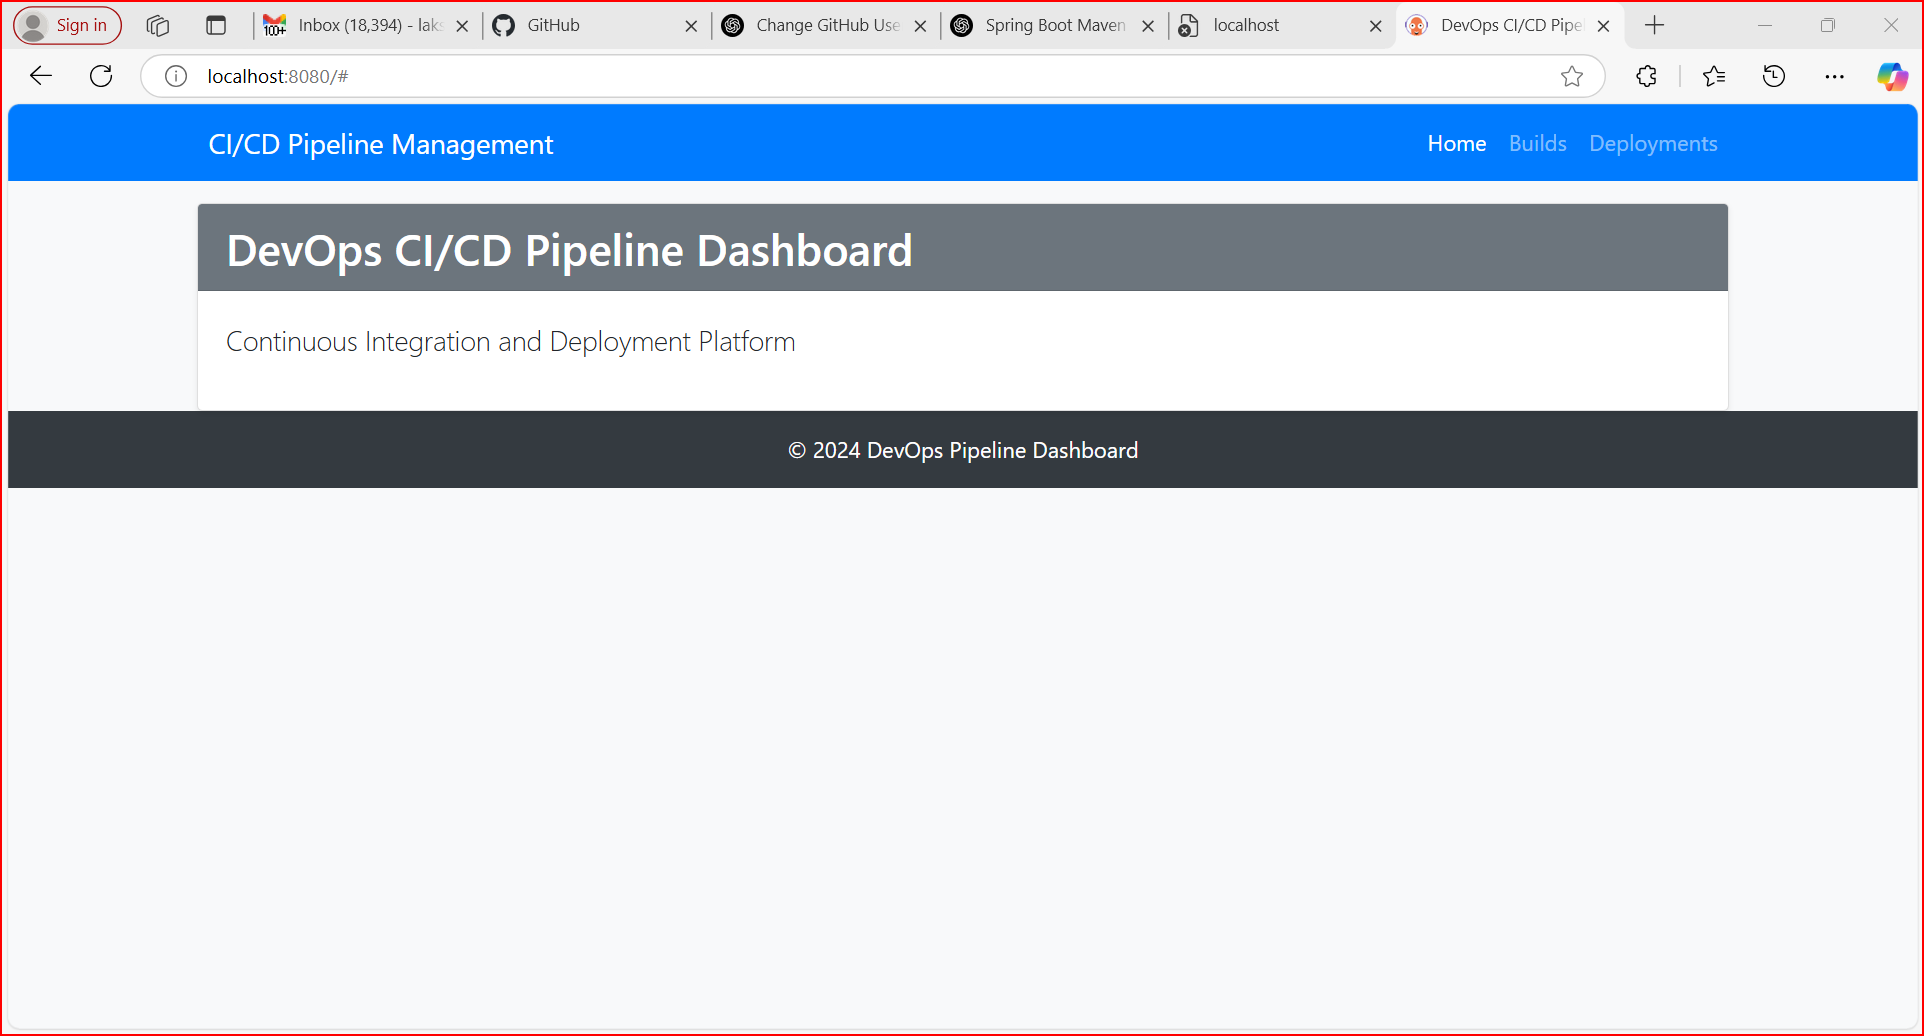 Sign in
100+
Inbox (18,394) - laks
GitHub
Change GitHub Use
Spring Boot Maven
localhost
DevOps CI/CD Pipel
localhost:8080/#
CI/CD Pipeline Management
Home Builds Deployments
DevOps CI/CD Pipeline Dashboard
Continuous Integration and Deployment Platform
© 2024 DevOps Pipeline Dashboard